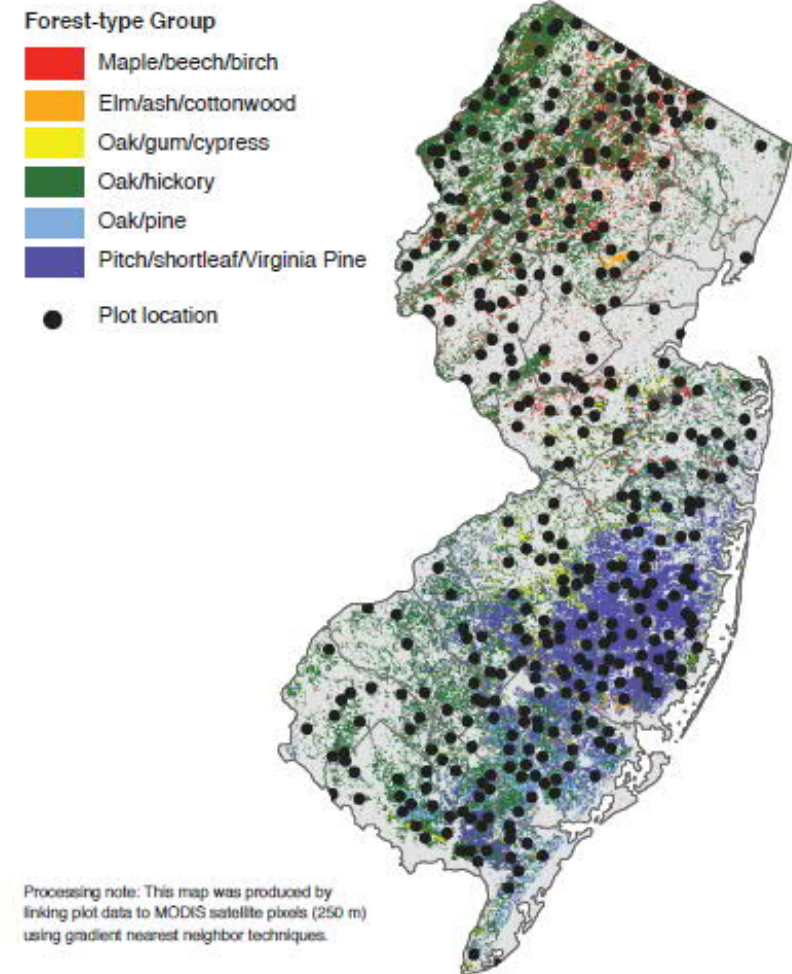 Forest-type Group
Maple/beech/birch
Elm/ash/cottonwood
Oak/gum/cypress
Oak/hickory
Oak/pine
Pitch/shortleaf/Virginia Pine
Plot location
Processing note: This map was produced by
linking plot data to MODIS satellite pixels (250 m)
using gradient nearest neighbor techniques.